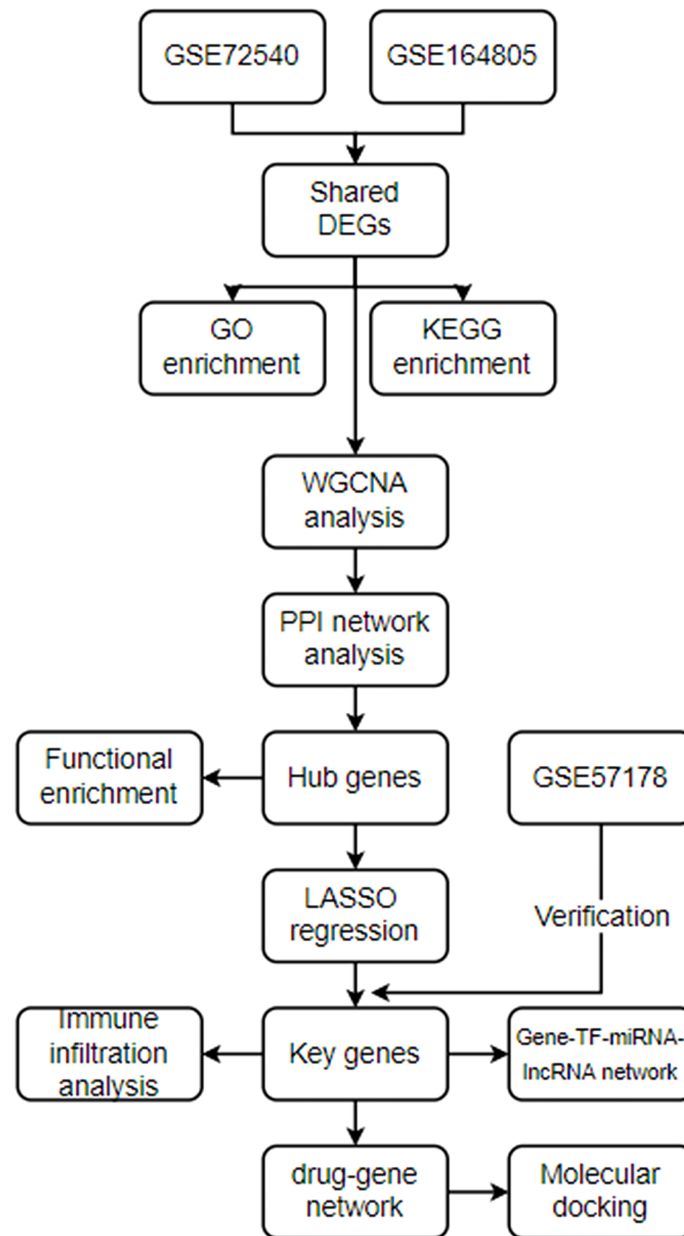 GSE72540
GSE164805
Shared
DEGs
GO
enrichment
KEGG
enrichment
WGCNA
analysis
PPI network
analysis
Functional
enrichment
Hub genes
GSE57178
LASSO
regression
Verification
Immune
infiltration
analysis
Key genes
Gene-TF-miRNA-
lncRNA network
drug-gene
network
Molecular
docking